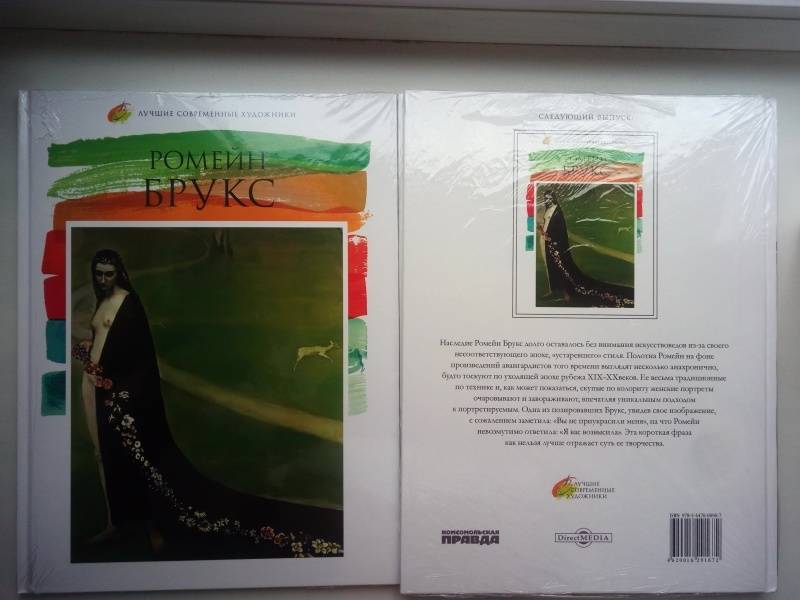 ЛУЧШИЕ СОВРЕМЕННЫЕ ХУДОЖНИКИ
РОМЕЙН
БРУКС
СЛЕДУЮЩИЙ ВЫПУСК:
РОМЕЙН
БРУКС
Наследие Ромейн Брукс долго оставалось без внимания искусствоведов из-за своего
несоответствующего эпохе, «устаревшего» стиля. Полотна Ромейн на фоне
произведений авангардистов того времени выглядят несколько анахронично,
будто тоскуют по уходящей эпохе рубежа XIX–XXвеков. Ее весьма традиционные
по технике и, как может показаться, скупые по колориту женские портреты
очаровывают и завораживают, впечатляя уникальным подходом
к портретируемым. Одна из позировавших Брукс, увидев свое изображение,
с сожалением заметила: «Вы не приукрасили меня», на что Ромейн
невозмутимо ответила: «Я вас возвысила». Эта короткая фраза
как нельзя лучше отражает суть ее творчества.
ЛУЧШИЕ
СОВРЕМЕННЫЕ
ХУДОЖНИКИ
КОМСОМОЛЬСКАЯ
ПРАВДА
DirectMEDIA